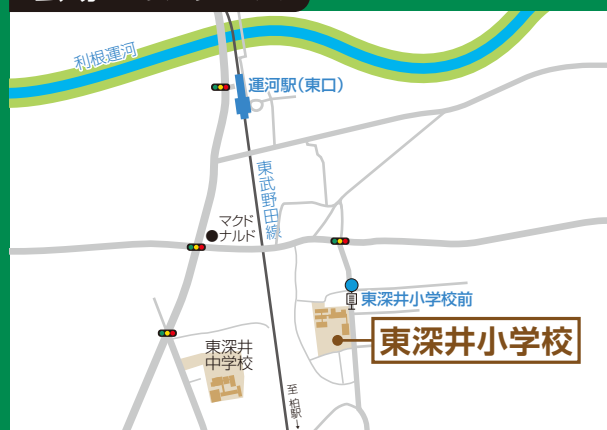 利根運河
運河駅(東口)
東武野田線
マクド
ナルド
東深井小学校前
東深井小学校
東深井
中学校
至 柏駅→